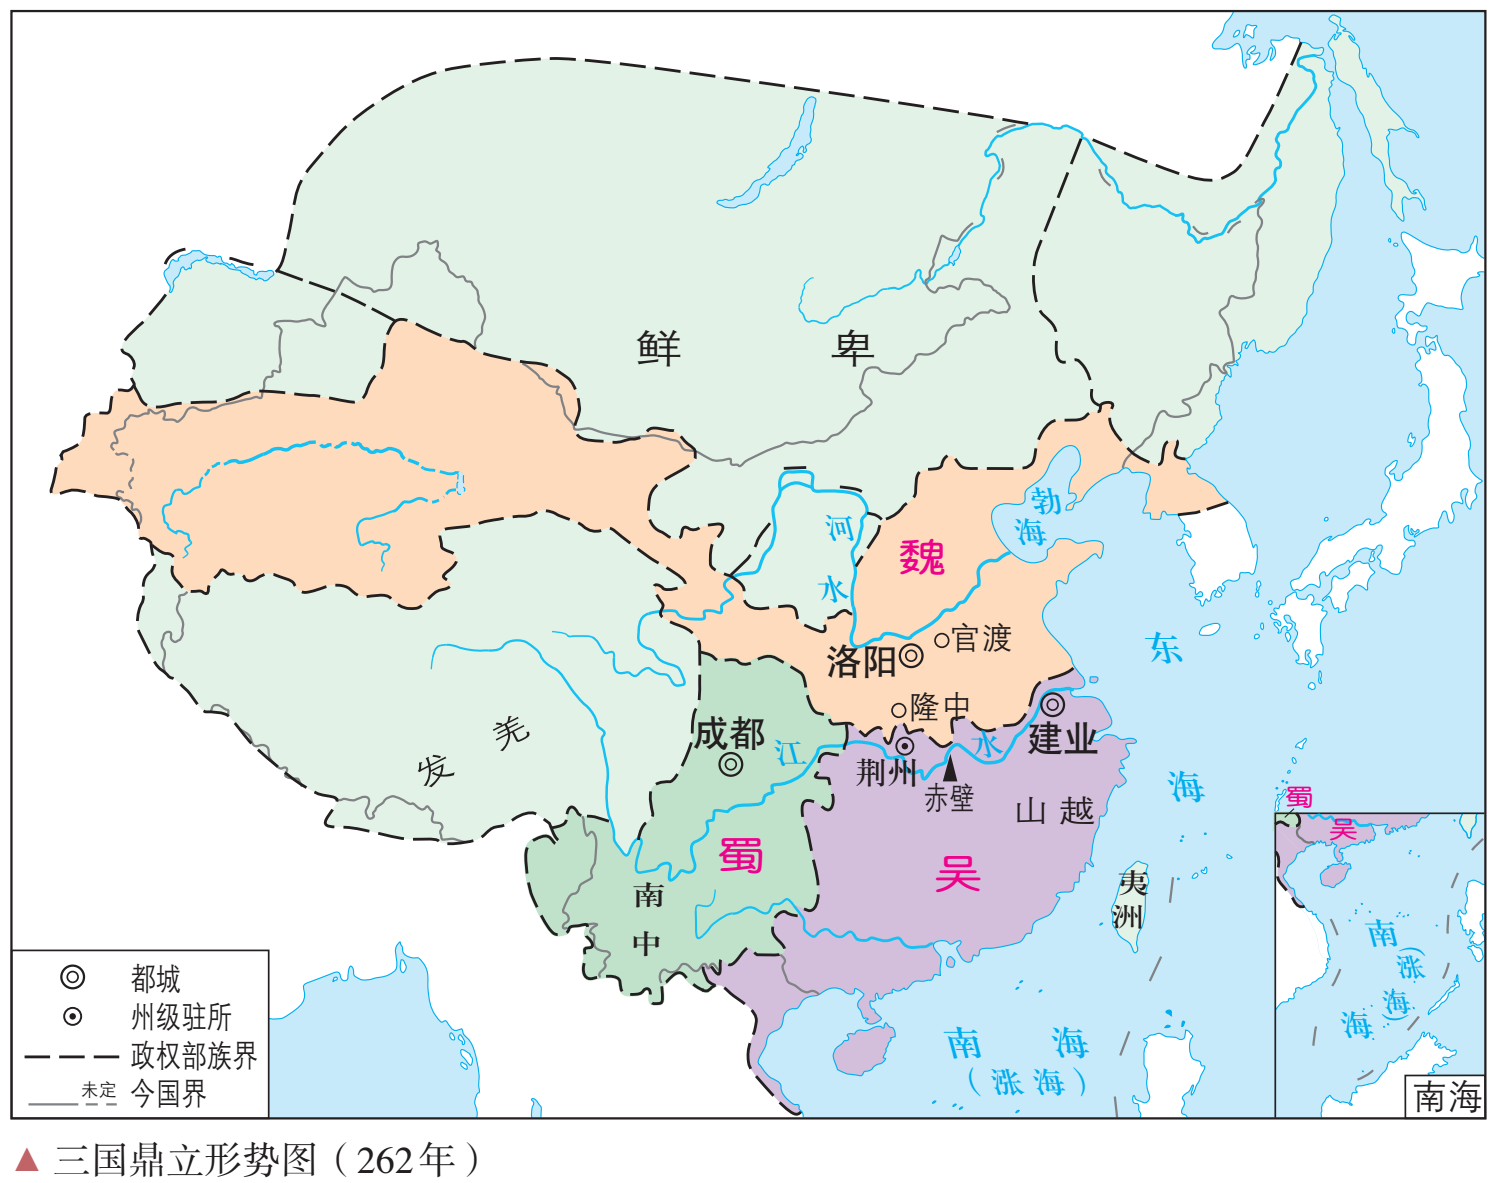 鲜卑
河水
勃海
魏
官渡
洛阳
隆中
东海
羌
发
成都
江水
建业
荆州
赤壁
山越
蜀
吴
南中
夷洲
南海
（涨海）
蜀
吴
南海
（涨海）
南海
都城
州级驻所
政权部族界
未定
今国界
▲ 三国鼎立形势图（262年）